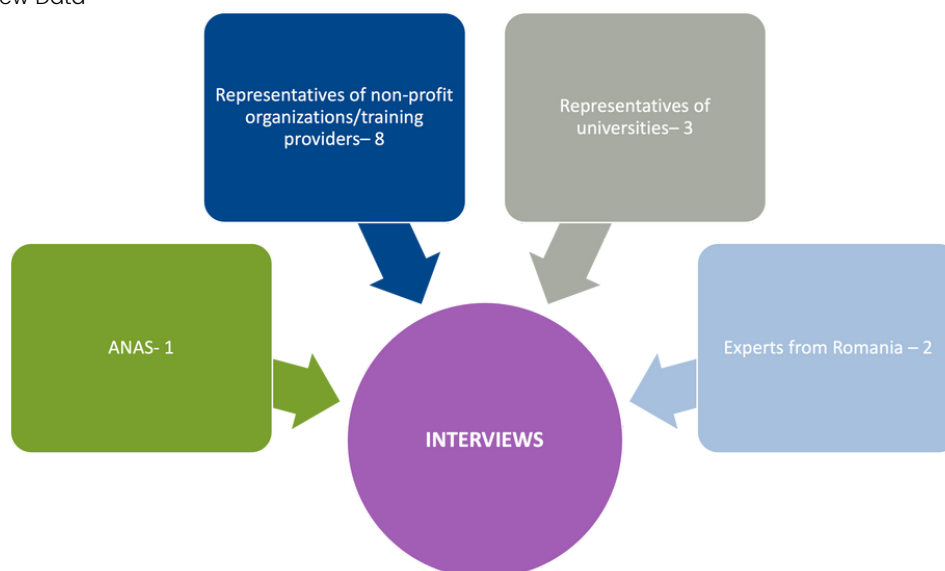 Data
Representatives of non-profit
organizations/training
providers– 8
Representatives of
universities– 3
ANAS- 1
Experts from Romania – 2
INTERVIEWS